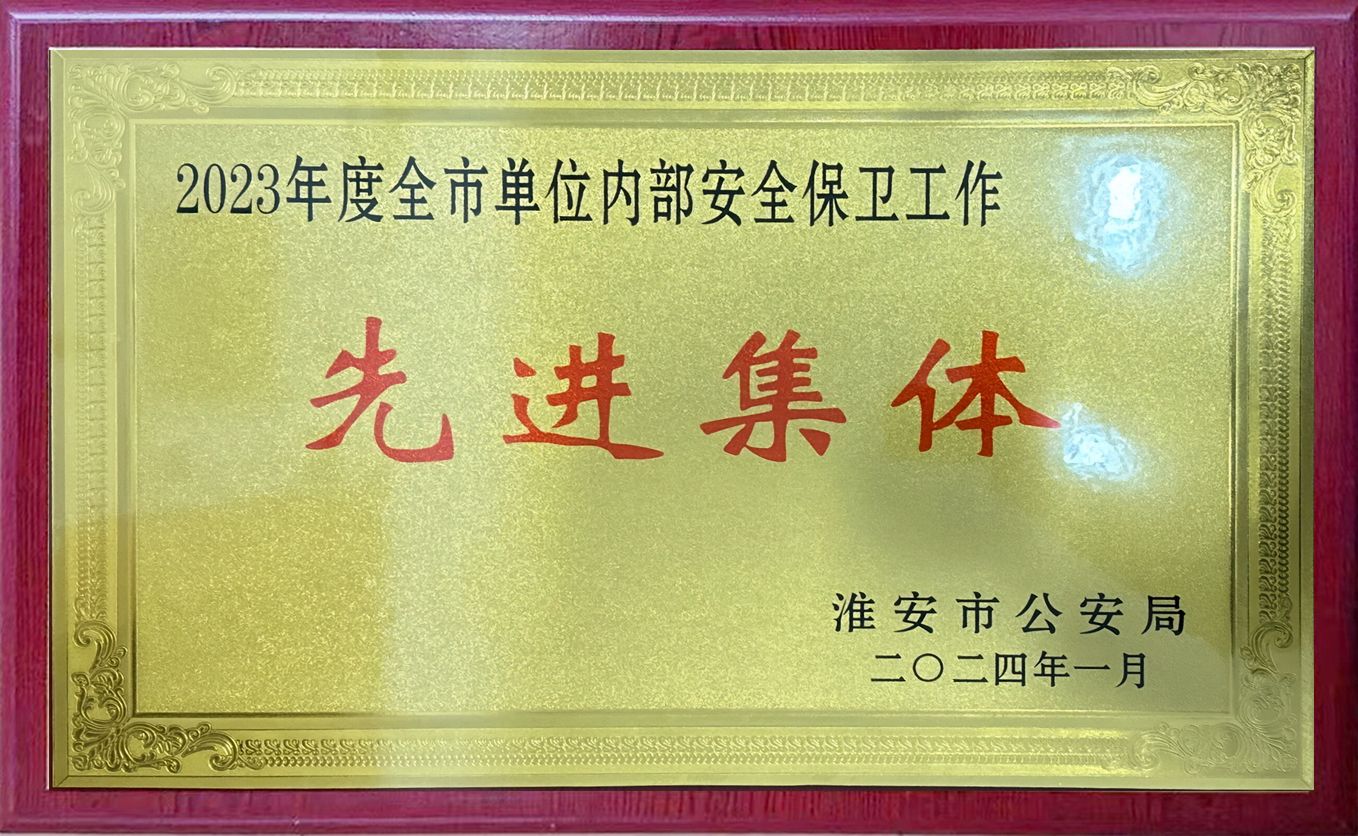 2023年度全市单位内部安全保卫工作
先进集体
淮安市公安局
二〇二四年一月